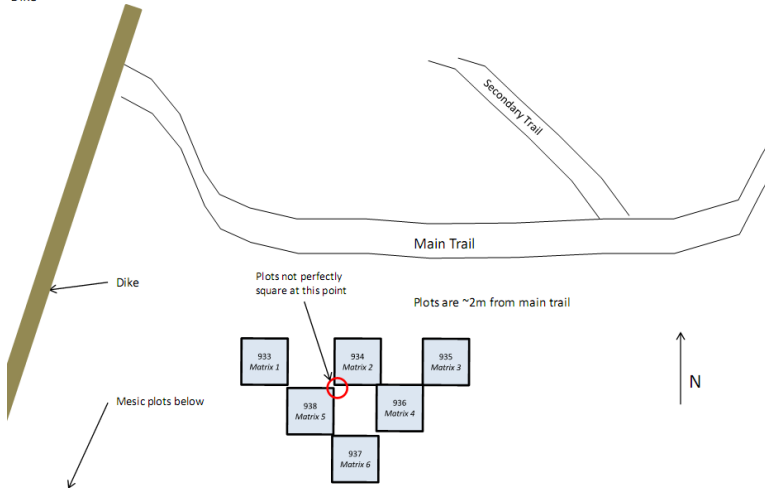 Secondary Trail
Main Trail
Plots not perfectly
square at this point
Dike
Plots are ~2m from main trail
933
Matrix 1
934
Matrix 2
935
Matrix 3
N
Mesic plots below
938
Matrix 5
936
Matrix 4
937
Matrix 6